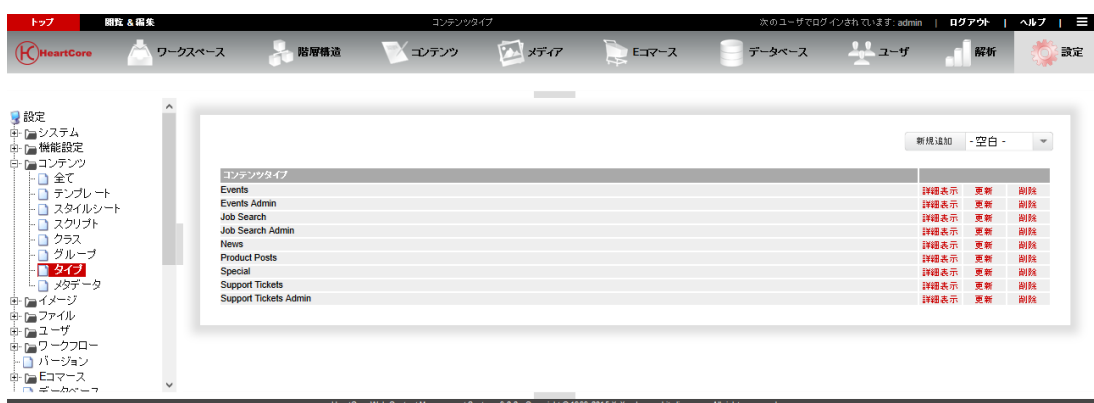 トップ 閲覧 & 編集 コンテンツタイプ 次のユーザでログインされています: admin | ログアウト | ヘルプ |
HeartCore ワークスペース 階層構造 コンテンツ メディア Eコマース データベース ユーザ 解析 設定
設定
システム
機能設定
コンテンツ
全て
テンプレート
スタイルシート
スクリプト
クラス
グループ
タイプ
メタデータ
イメージ
ファイル
ユーザ
ワークフロー
バージョン
Eコマース
データベース
新規追加 - 空白 -
コンテンツタイプ
Events 詳細表示 更新 削除
Events Admin 詳細表示 更新 削除
Job Search 詳細表示 更新 削除
Job Search Admin 詳細表示 更新 削除
News 詳細表示 更新 削除
Product Posts 詳細表示 更新 削除
Special 詳細表示 更新 削除
Support Tickets 詳細表示 更新 削除
Support Tickets Admin 詳細表示 更新 削除